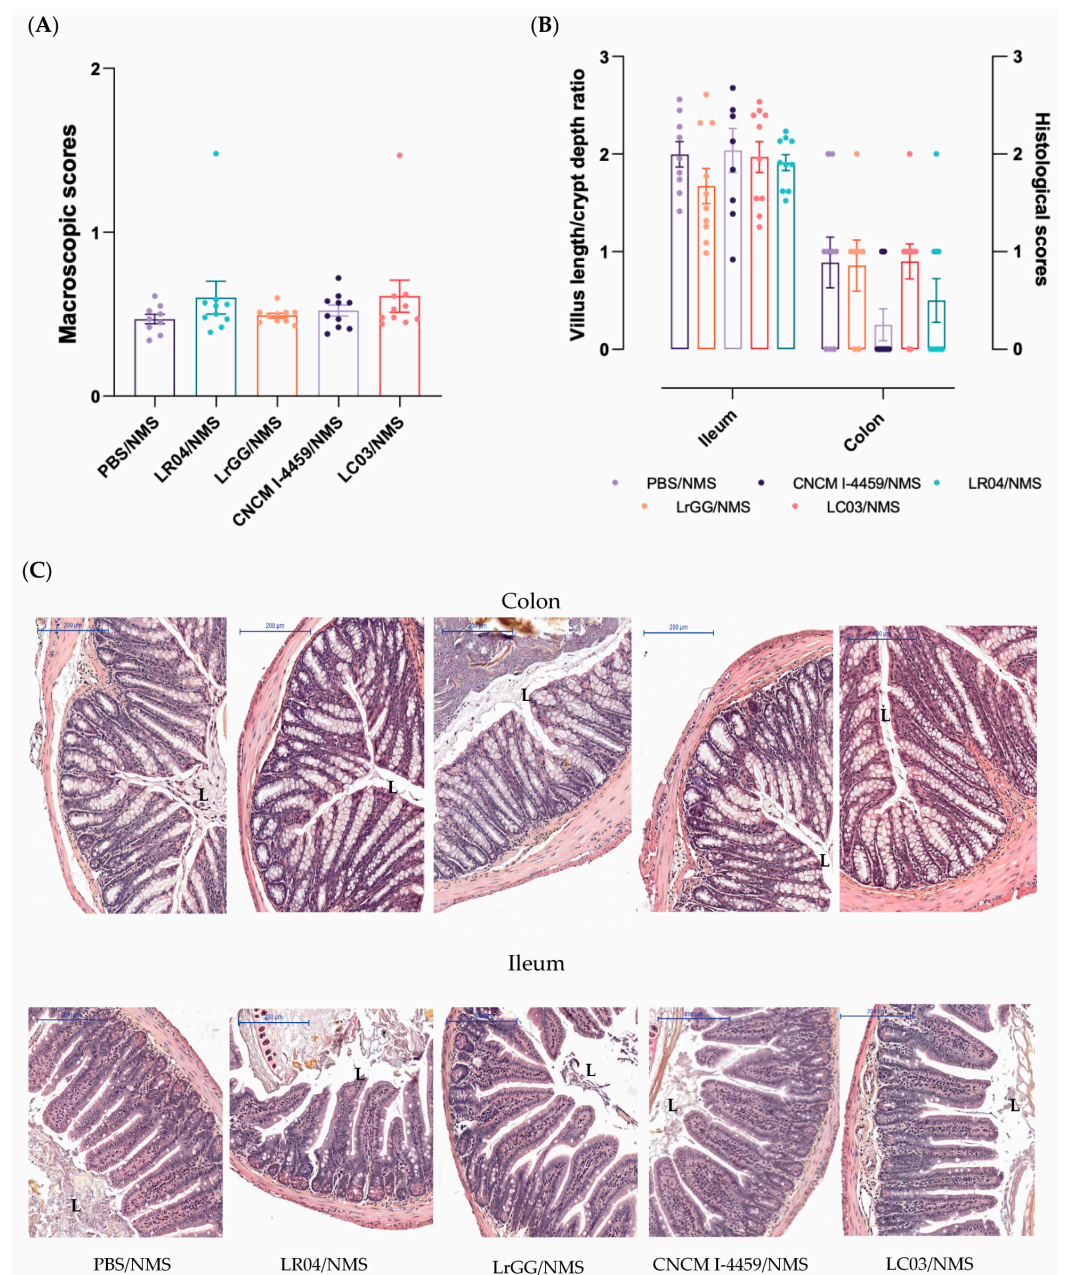 (A)
(B)
Macroscopic scores
2
1
0
PBS/NMS
LR04/NMS
LrGG/NMS
CNCM I-4459/NMS
LC03/NMS
Villus length/crypt depth ratio
3
2
1
0
3
2
1
0
Histological scores
Ileum
Colon
PBS/NMS
CNCM I-4459/NMS
LR04/NMS
LrGG/NMS
LC03/NMS
(C)
Colon
200 µm
200 µm
200 µm
200 µm
L
L
L
L
L
Ileum
200 µm
L
L
L
L
L
PBS/NMS
LR04/NMS
LrGG/NMS
CNCM I-4459/NMS
LC03/NMS